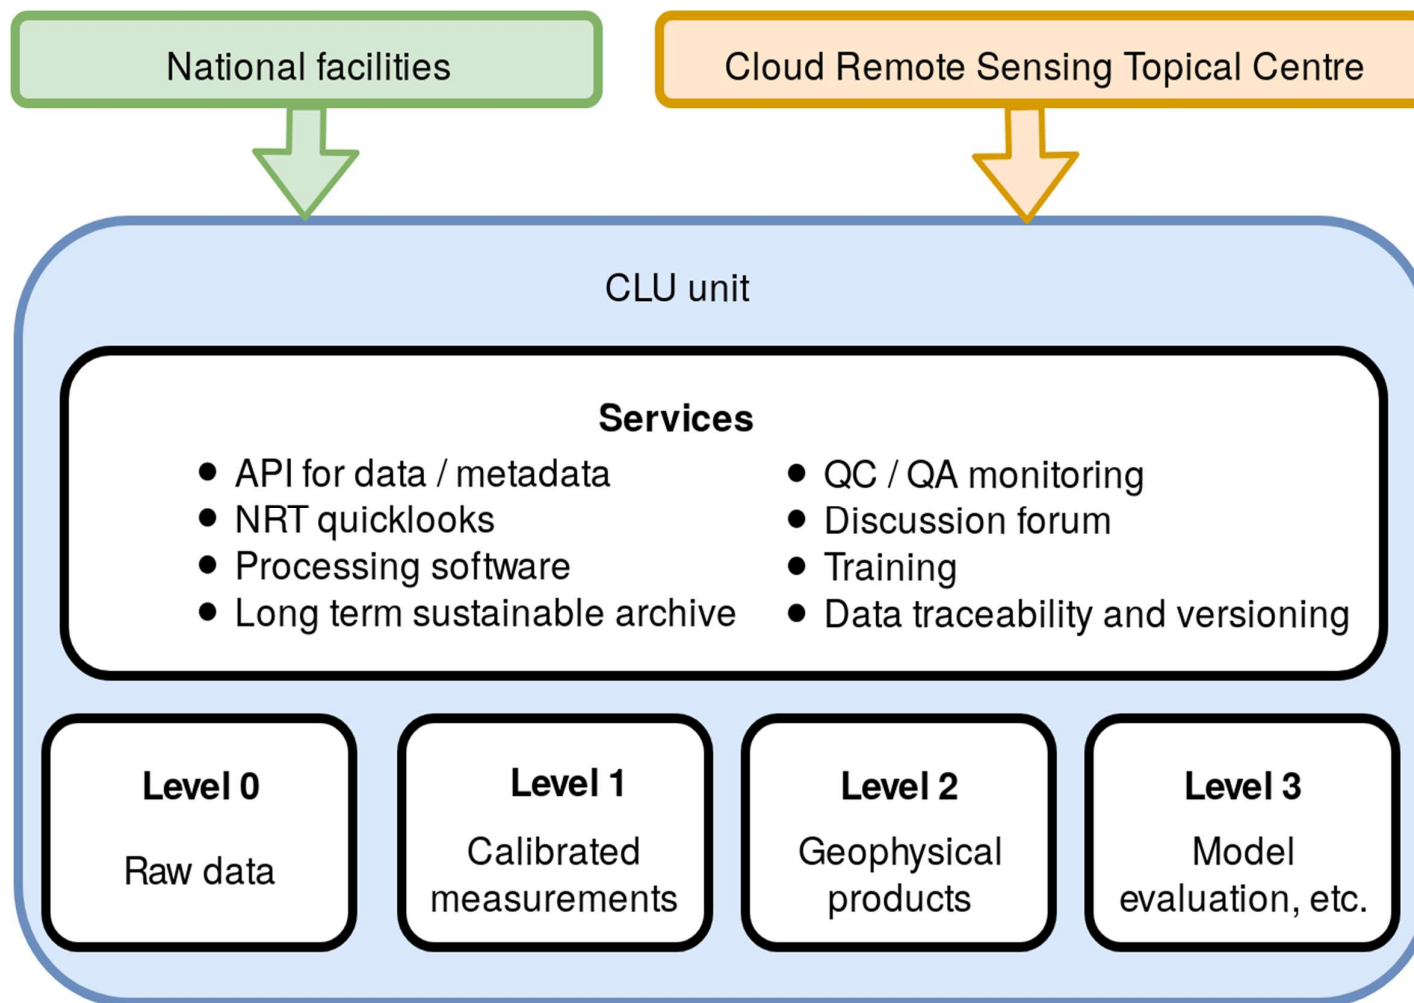 National facilities
Cloud Remote Sensing Topical Centre
CLU unit
Services
● API for data / metadata
● NRT quicklooks
● Processing software
● Long term sustainable archive
● QC / QA monitoring
● Discussion forum
● Training
● Data traceability and versioning
Level 0
Raw data
Level 1
Calibrated
measurements
Level 2
Geophysical
products
Level 3
Model
evaluation, etc.